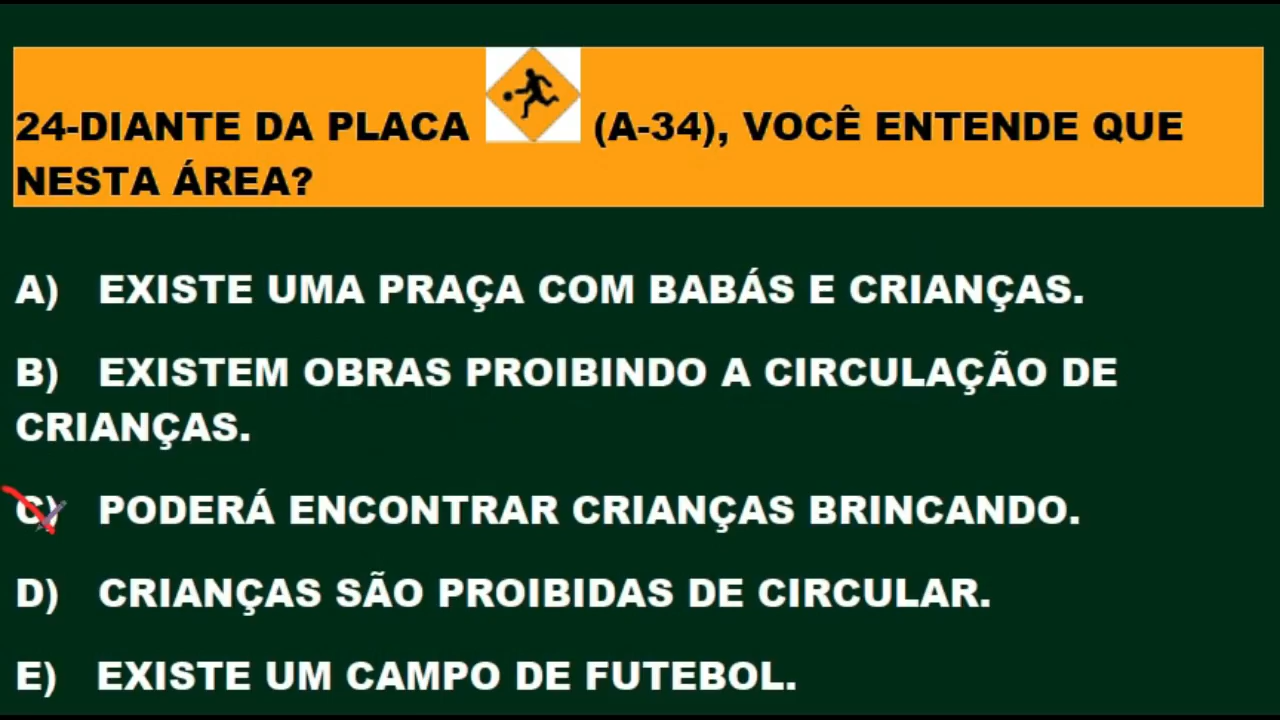 24-DIANTE DA PLACA (A-34), VOCÊ ENTENDE QUE
NESTA ÁREA?
A) EXISTE UMA PRAÇA COM BABÁS E CRIANÇAS.
B) EXISTEM OBRAS PROIBINDO A CIRCULAÇÃO DE
CRIANÇAS.
C) PODERÁ ENCONTRAR CRIANÇAS BRINCANDO.
D) CRIANÇAS SÃO PROIBIDAS DE CIRCULAR.
E) EXISTE UM CAMPO DE FUTEBOL.